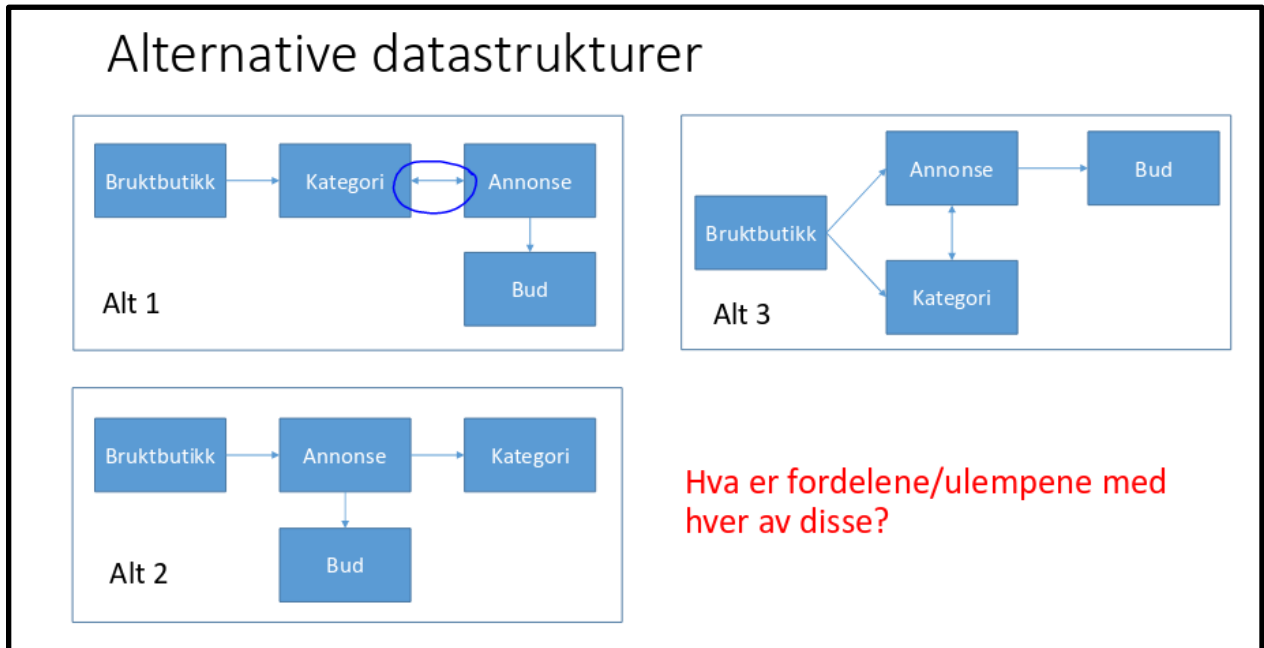 Alternative datastrukturer
Bruktbutikk
Kategori
Annonse
Bud
Alt 1
Annonse
Bud
Bruktbutikk
Kategori
Alt 3
Bruktbutikk
Annonse
Kategori
Bud
Alt 2
Hva er fordelene/ulempene med
hver av disse?